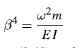 β⁴ = ω²m / EI